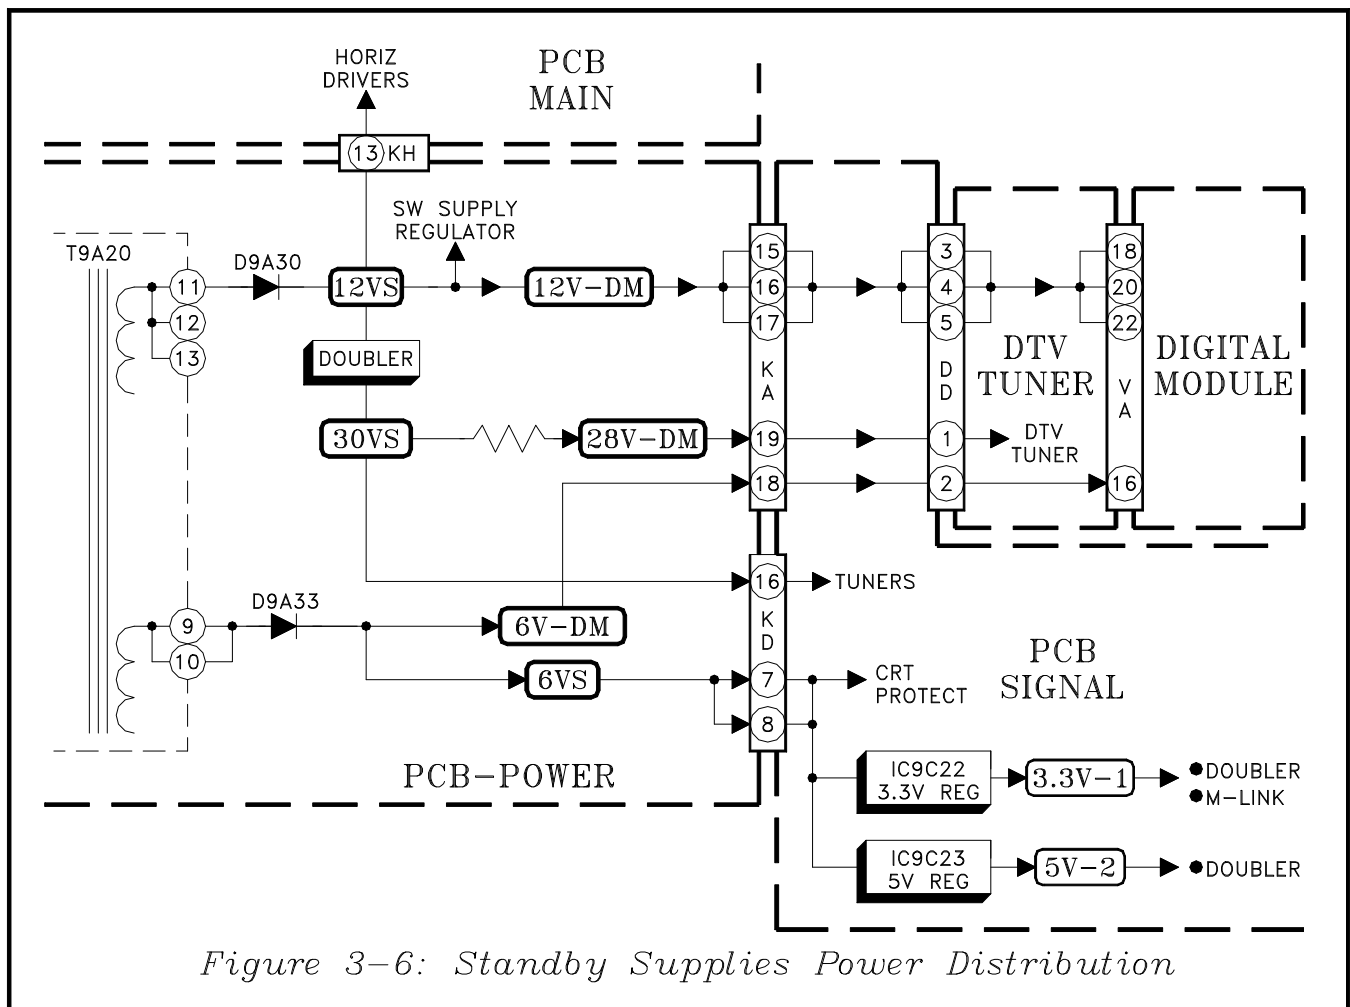 HORIZ
DRIVERS
PCB
MAIN
13 KH
SW SUPPLY
REGULATOR
T9A20
D9A30
11
12
13
12VS
12V-DM
15
16
17
3
4
5
18
20
22
DOUBLER
KA
DD
DTV
TUNER
VA
DIGITAL
MODULE
30VS
28V-DM
19
1
DTV
TUNER
18
2
16
16
TUNERS
D9A33
9
10
6V-DM
KD
6VS
7
8
CRT
PROTECT
PCB
SIGNAL
PCB-POWER
IC9C22
3.3V REG
3.3V-1
●DOUBLER
●M-LINK
IC9C23
5V REG
5V-2
●DOUBLER
Figure 3-6: Standby Supplies Power Distribution